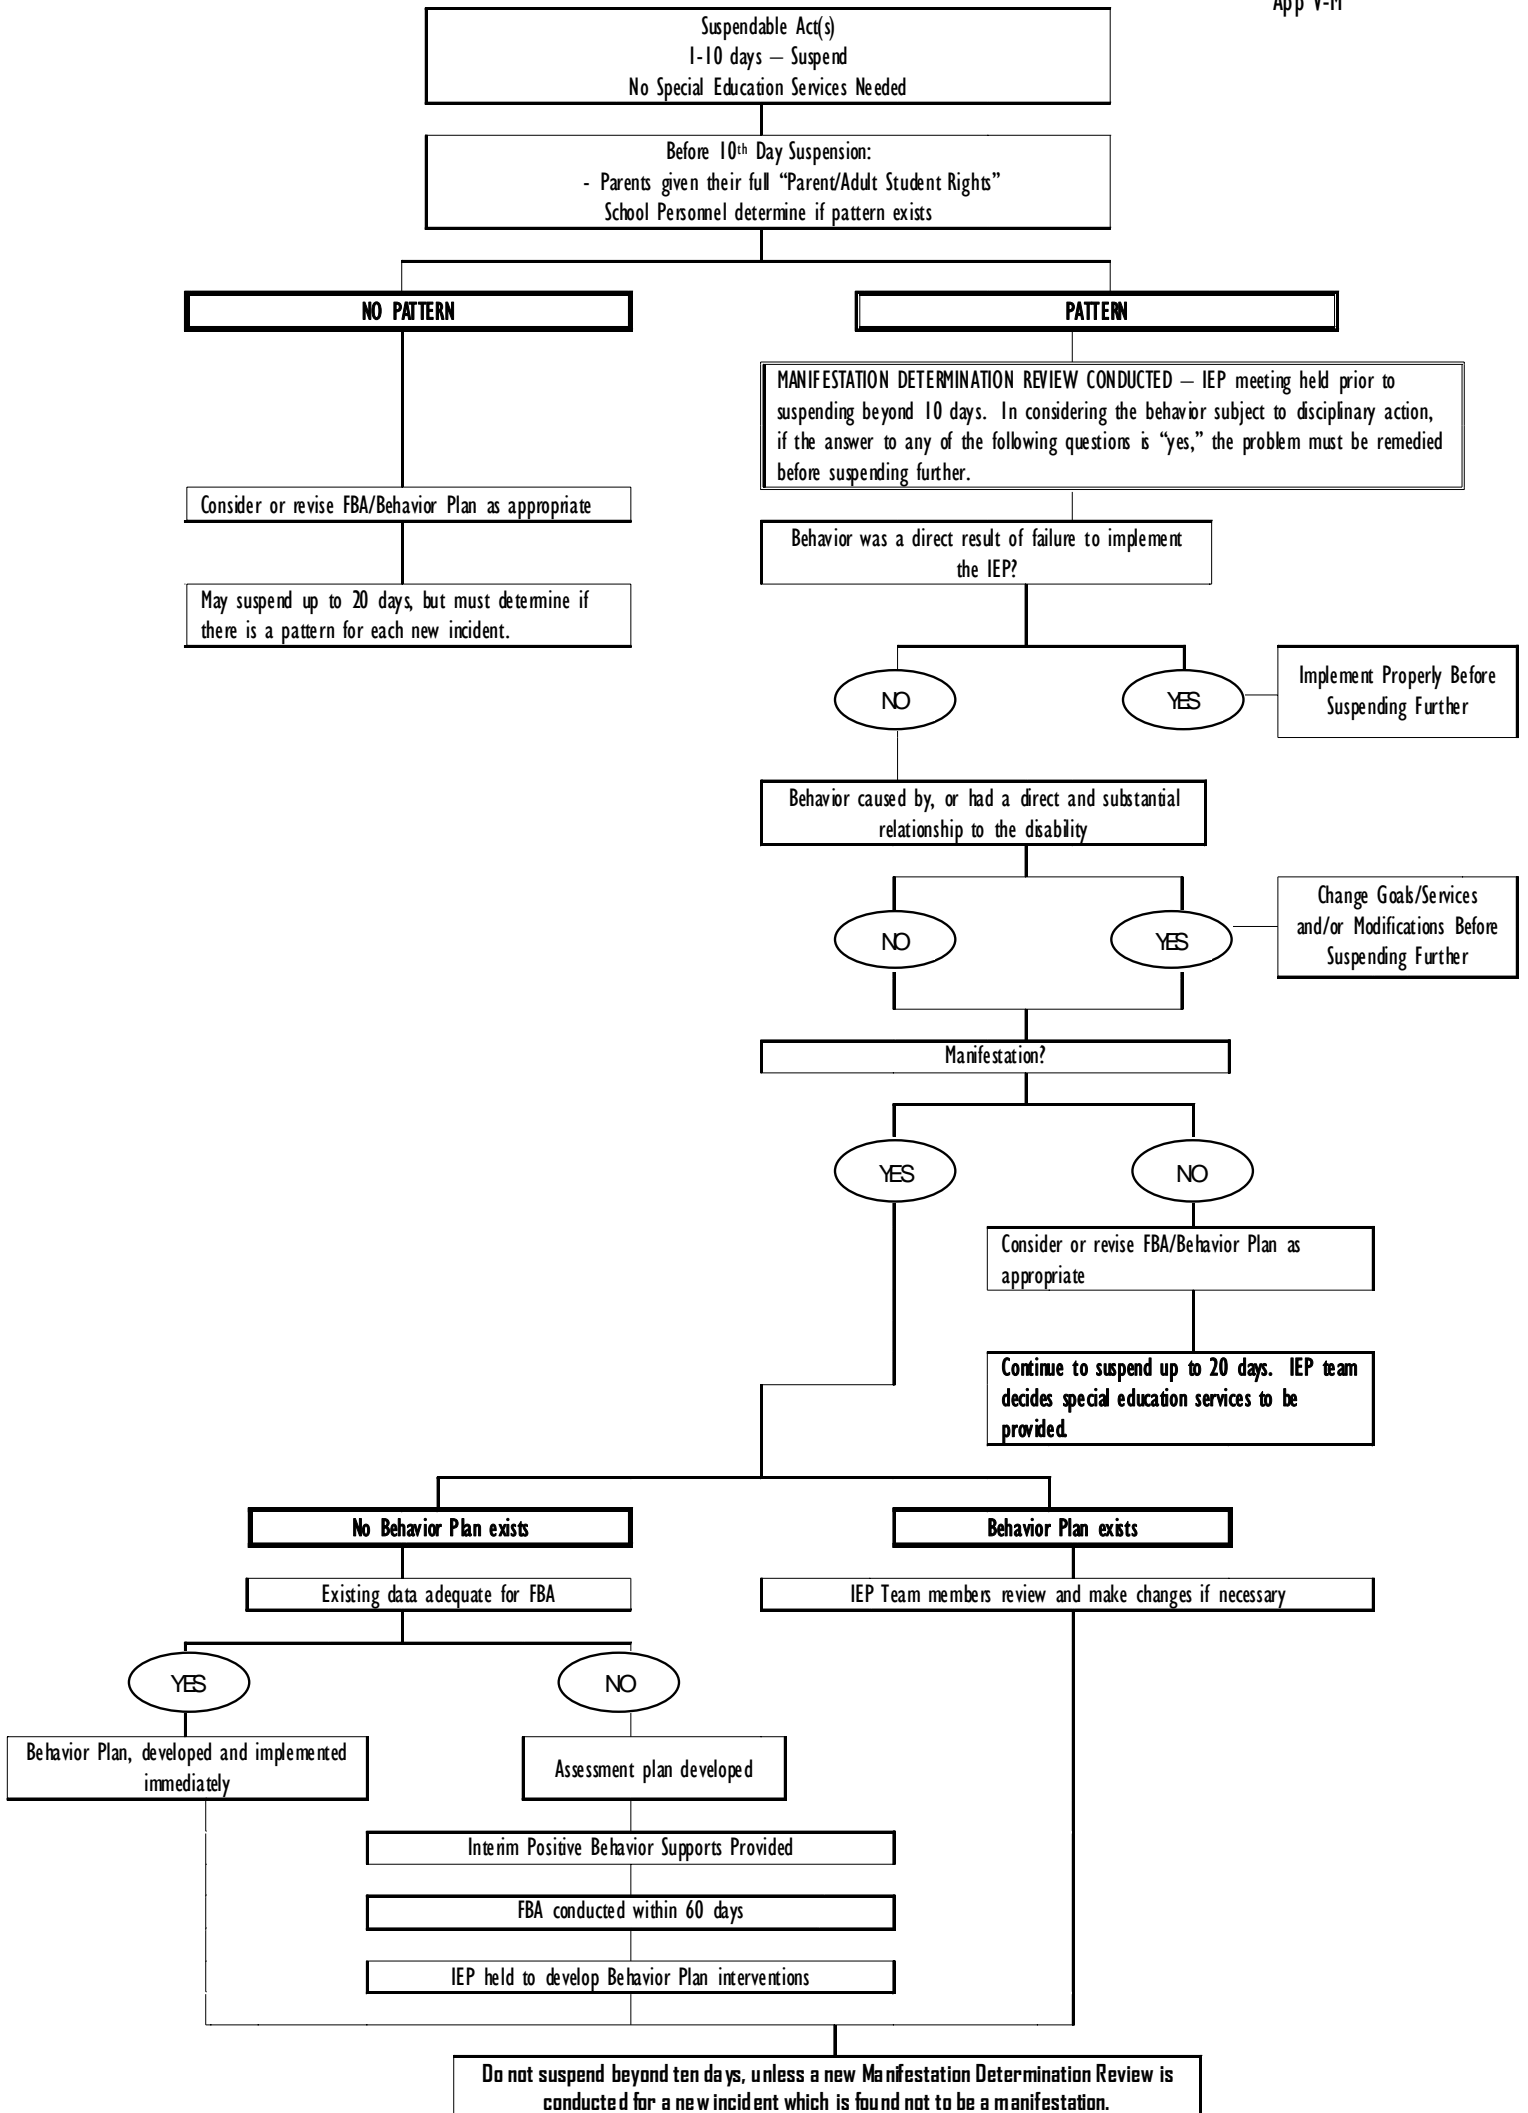 App V-M
Suspendable Act(s)
1-10 days – Suspend
No Special Education Services Needed
Before 10th Day Suspension:
- Parents given their full “Parent/Adult Student Rights”
School Personnel determine if pattern exists
NO PATTERN
PATTERN
MANIFESTATION DETERMINATION REVIEW CONDUCTED – IEP meeting held prior to
suspending beyond 10 days. In considering the behavior subject to disciplinary action,
if the answer to any of the following questions is “yes,” the problem must be remedied
before suspending further.
Consider or revise FBA/Behavior Plan as appropriate
Behavior was a direct result of failure to implement
the IEP?
May suspend up to 20 days, but must determine if
there is a pattern for each new incident.
NO
YES
Implement Properly Before
Suspending Further
Behavior caused by, or had a direct and substantial
relationship to the disability
NO
YES
Change Goals/Services
and/or Modifications Before
Suspending Further
Manifestation?
YES
NO
Consider or revise FBA/Behavior Plan as
appropriate
Continue to suspend up to 20 days. IEP team
decides special education services to be
provided.
No Behavior Plan exists
Behavior Plan exists
Existing data adequate for FBA
IEP Team members review and make changes if necessary
YES
NO
Behavior Plan, developed and implemented
immediately
Assessment plan developed
Interim Positive Behavior Supports Provided
FBA conducted within 60 days
IEP held to develop Behavior Plan interventions
Do not suspend beyond ten days, unless a new Manifestation Determination Review is
conducted for a new incident which is found not to be a manifestation.